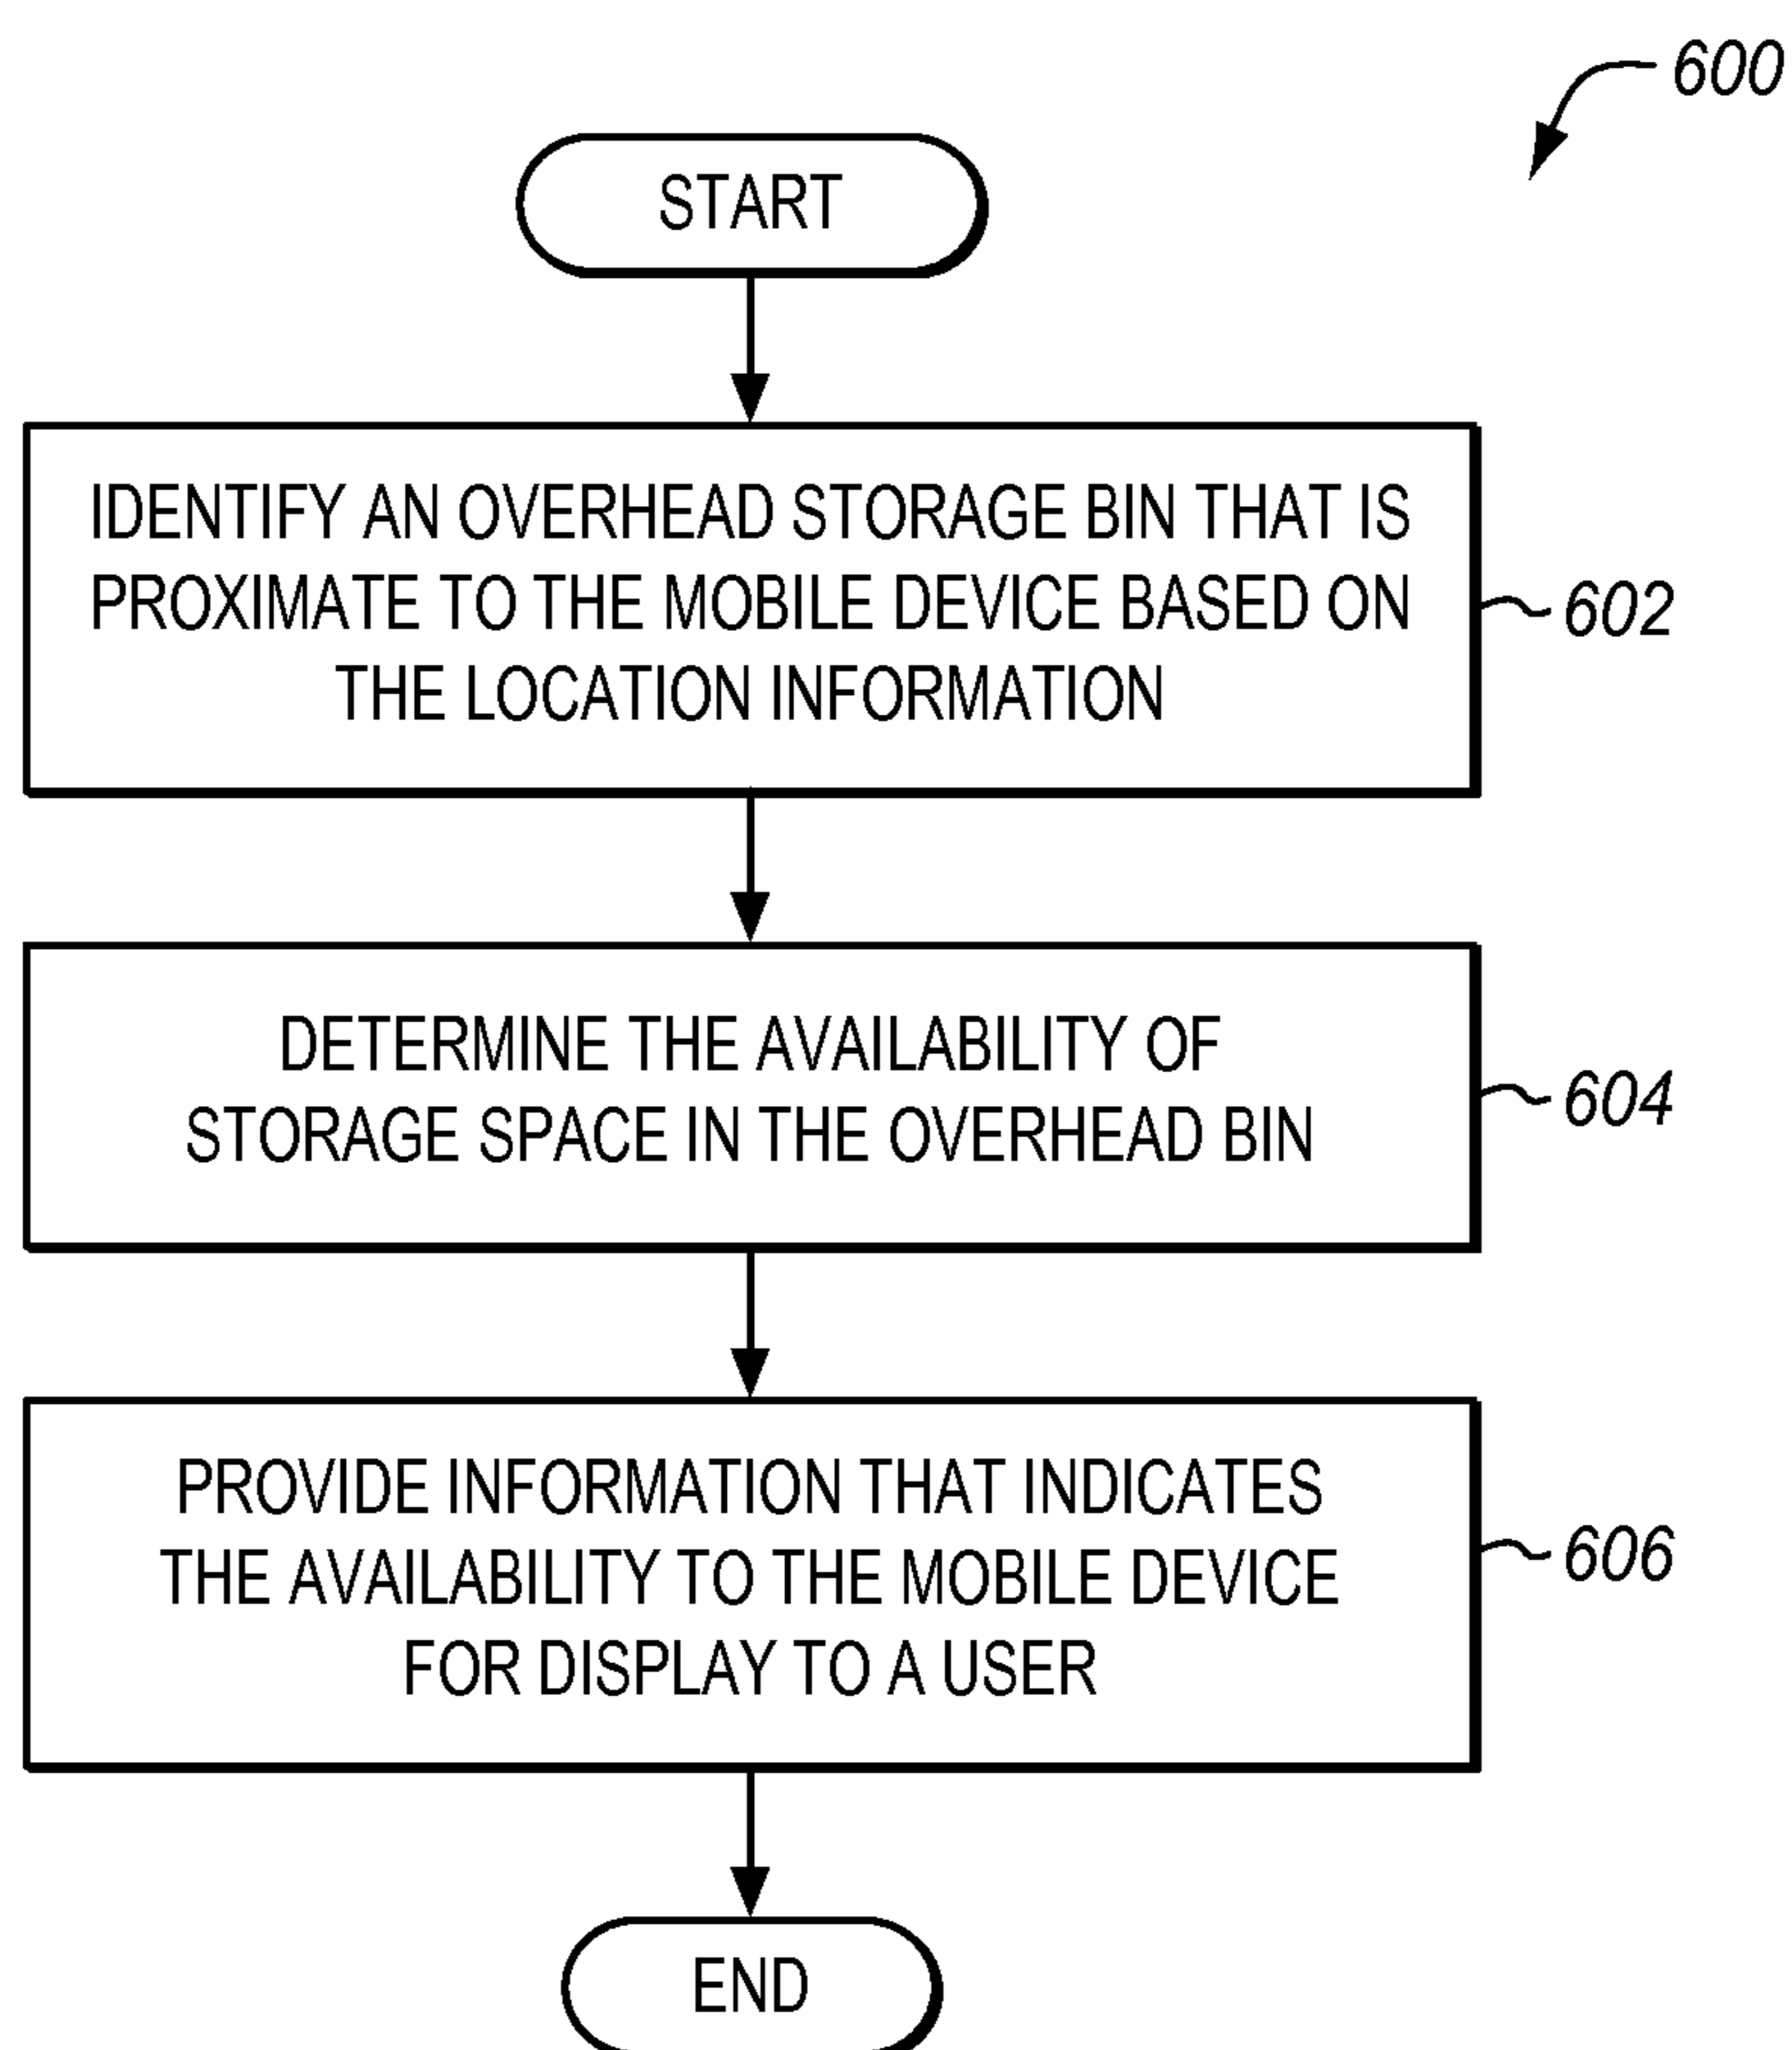 600
START
IDENTIFY AN OVERHEAD STORAGE BIN THAT IS
PROXIMATE TO THE MOBILE DEVICE BASED ON
THE LOCATION INFORMATION
602
DETERMINE THE AVAILABILITY OF
STORAGE SPACE IN THE OVERHEAD BIN
604
PROVIDE INFORMATION THAT INDICATES
THE AVAILABILITY TO THE MOBILE DEVICE
FOR DISPLAY TO A USER
606
END